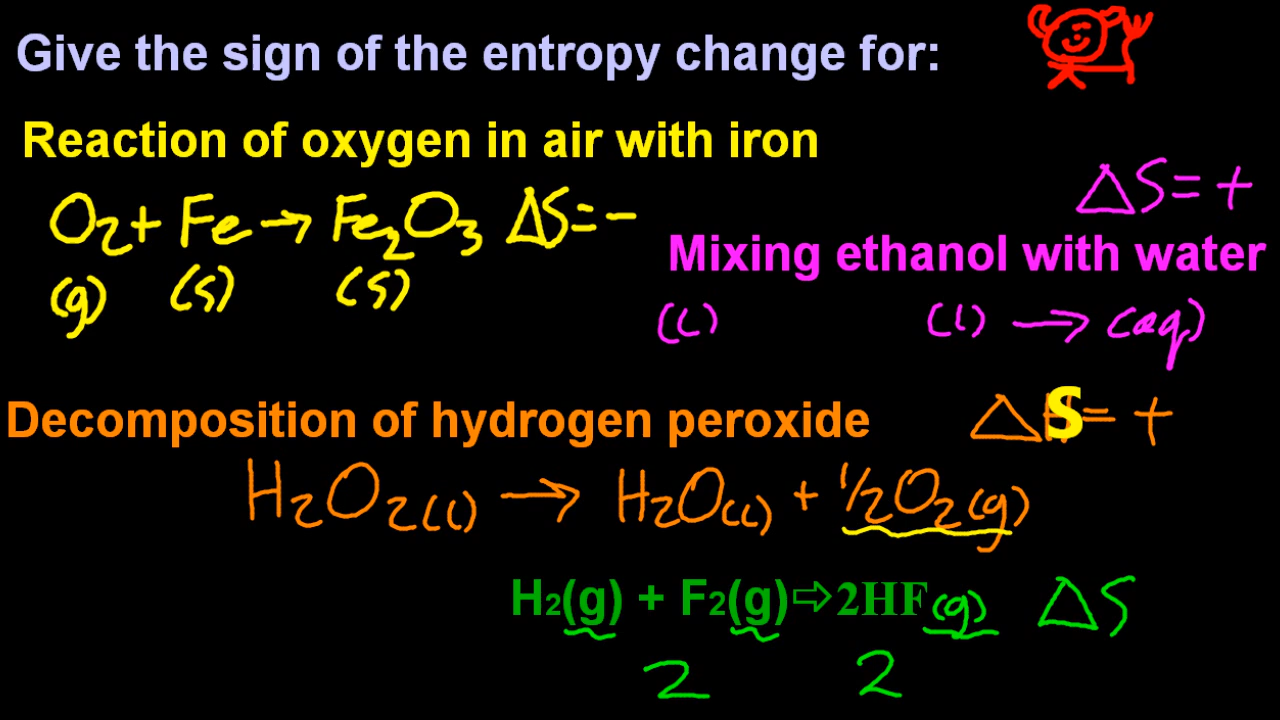 Give the sign of the entropy change for:
Reaction of oxygen in air with iron
O2 + Fe → Fe2O3 ΔS = -
(g) (s) (s)
ΔS = +
Mixing ethanol with water
(l) (l) → (aq)
Decomposition of hydrogen peroxide ΔS = +
H2O2(l) → H2O(l) + 1/2O2(g)
H2(g) + F2(g)⇨2HF(g) ΔS
2 2